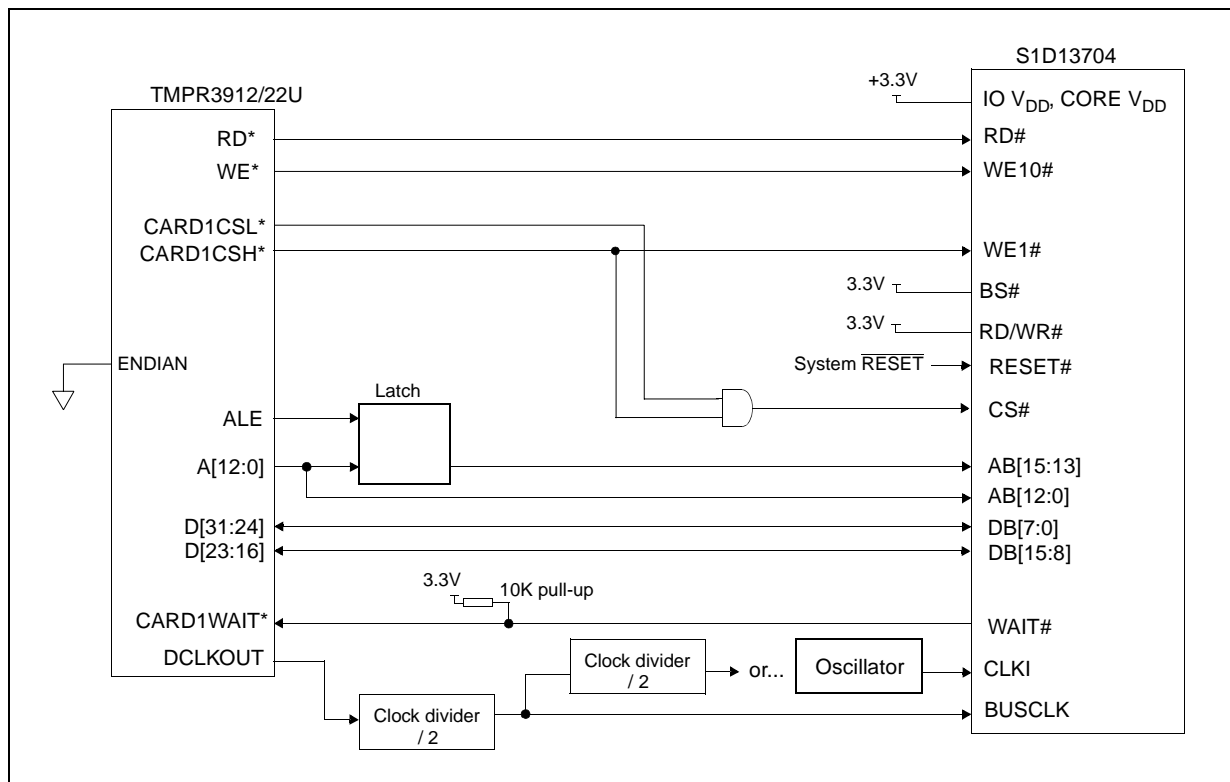 S1D13704
+3.3V
TMPR3912/22U
IO VDD, CORE VDD
RD*
RD#
WE*
WE10#
CARD1CSL*
CARD1CSH*
WE1#
3.3V
BS#
3.3V
RD/WR#
ENDIAN
System RESET
RESET#
Latch
ALE
CS#
A[12:0]
AB[15:13]
AB[12:0]
D[31:24]
DB[7:0]
D[23:16]
DB[15:8]
3.3V
10K pull-up
CARD1WAIT*
WAIT#
DCLKOUT
Clock divider
/ 2
or...
Oscillator
CLKI
Clock divider
/ 2
BUSCLK